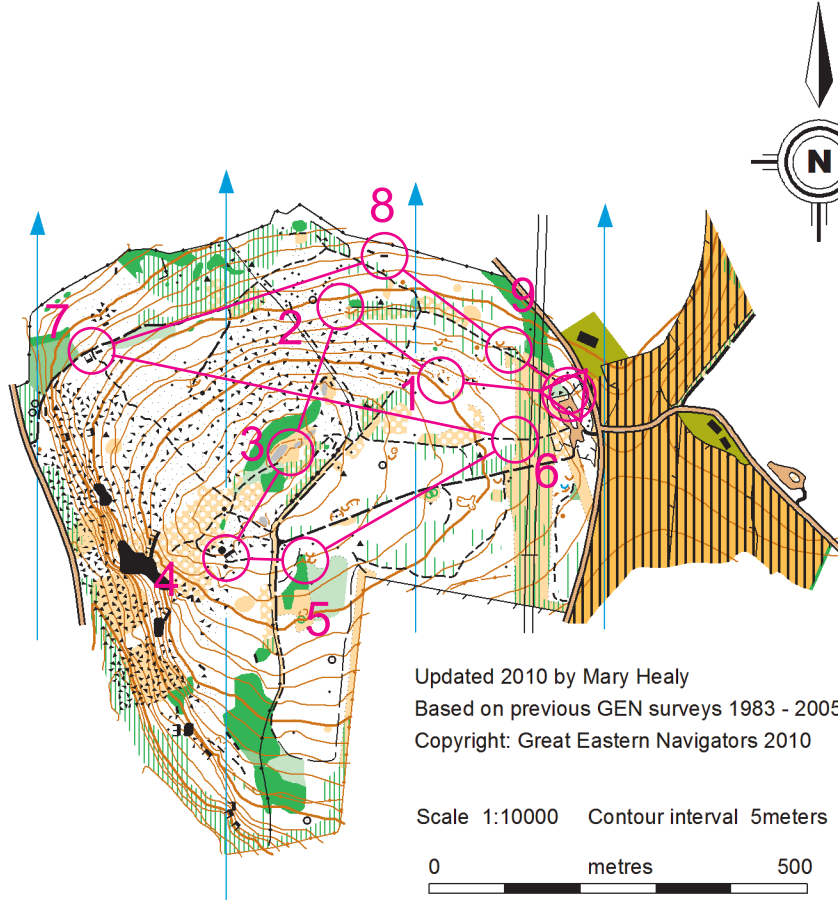 N
8
9
7
2
1
3
6
4
5
Updated 2010 by Mary Healy
Based on previous GEN surveys 1983 - 2005
Copyright: Great Eastern Navigators 2010
Scale 1:10000 Contour interval 5meters
0 metres 500